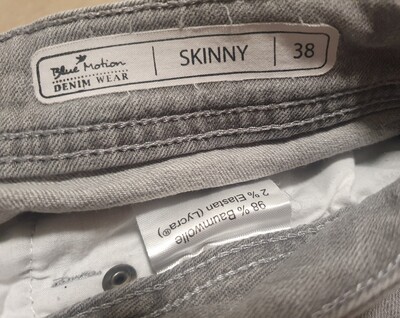 Blue Motion
DENIM WEAR
SKINNY
38
98 % Baumwolle
2 % Elastan (Lycra®)